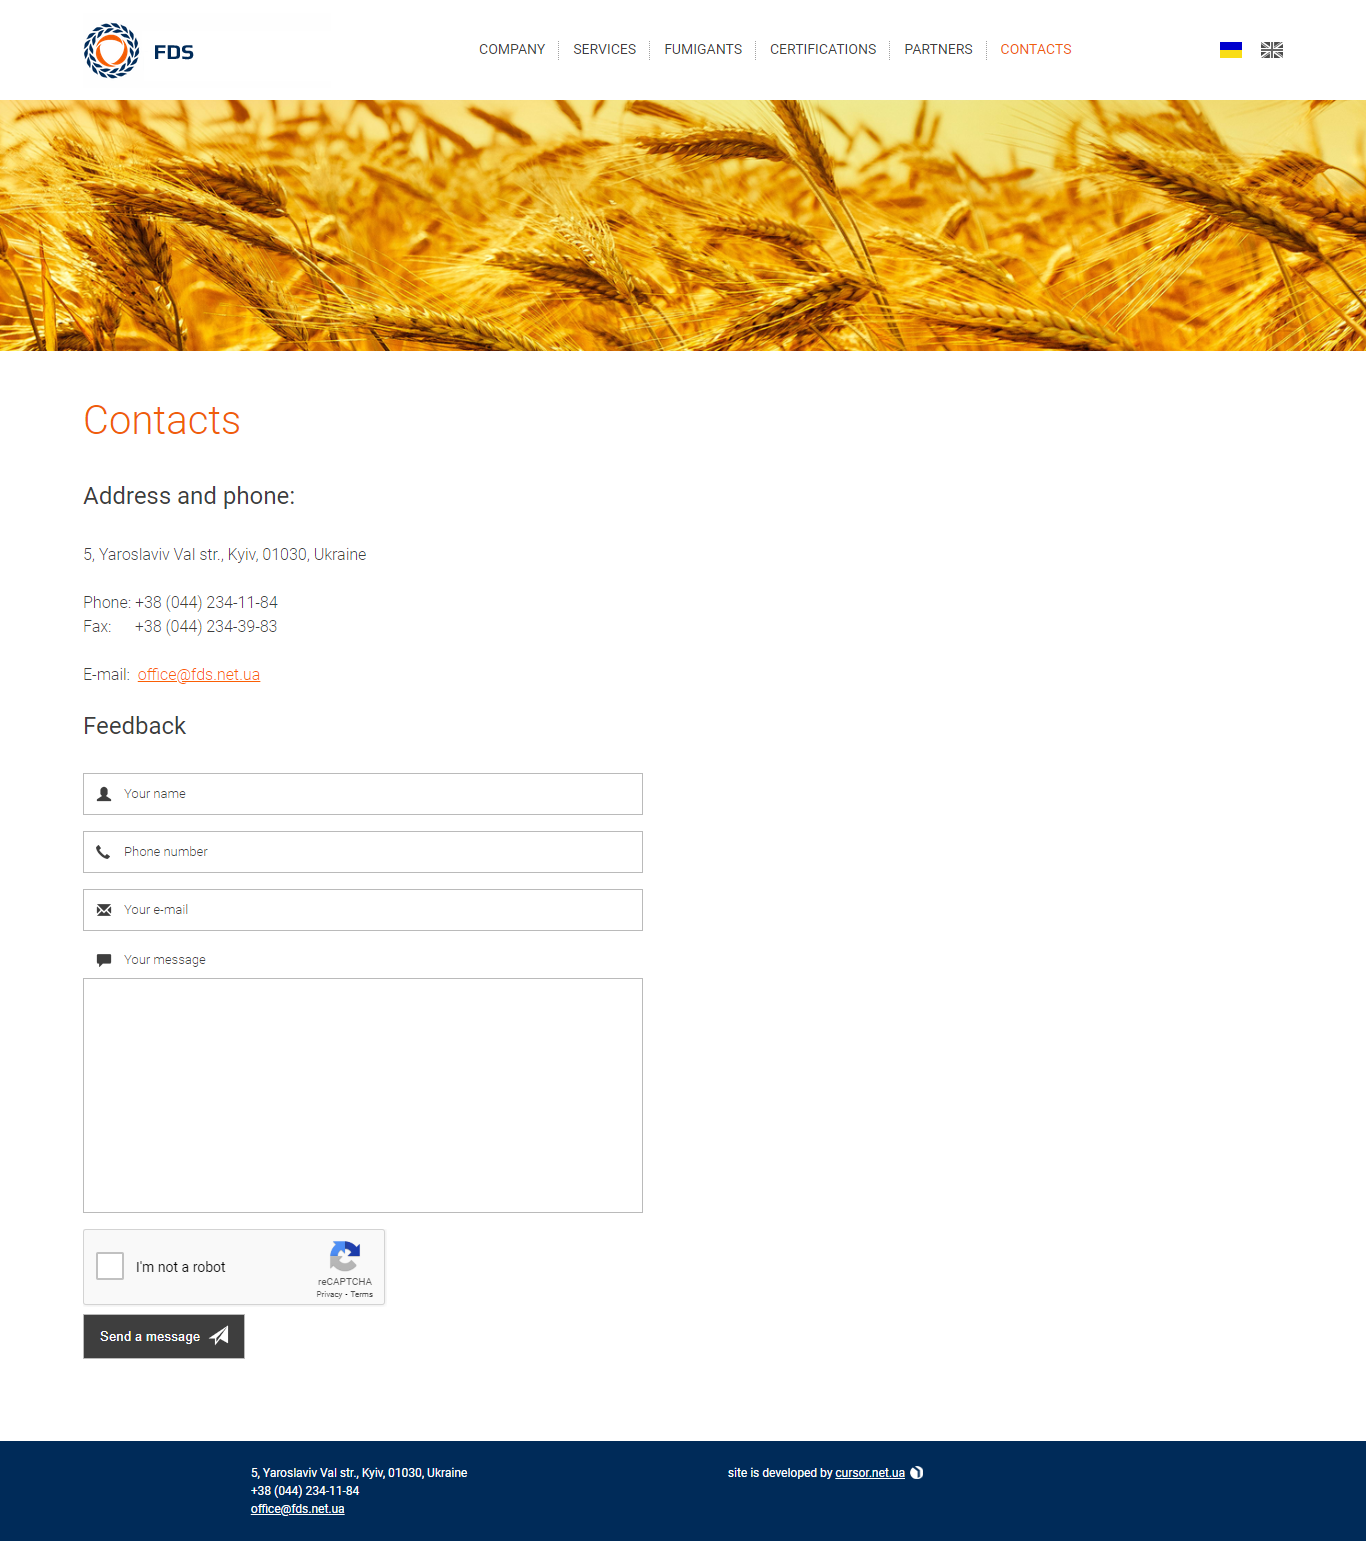 FDS
COMPANY SERVICES FUMIGANTS CERTIFICATIONS PARTNERS CONTACTS
Contacts
Address and phone:
5, Yaroslaviv Val str., Kyiv, 01030, Ukraine
Phone: +38 (044) 234-11-84
Fax: +38 (044) 234-39-83
E-mail: office@fds.net.ua
Feedback
Your name
Phone number
Your e-mail
Your message
I'm not a robot
reCAPTCHA
Privacy - Terms
Send a message
5, Yaroslaviv Val str., Kyiv, 01030, Ukraine
+38 (044) 234-11-84
office@fds.net.ua
site is developed by cursor.net.ua